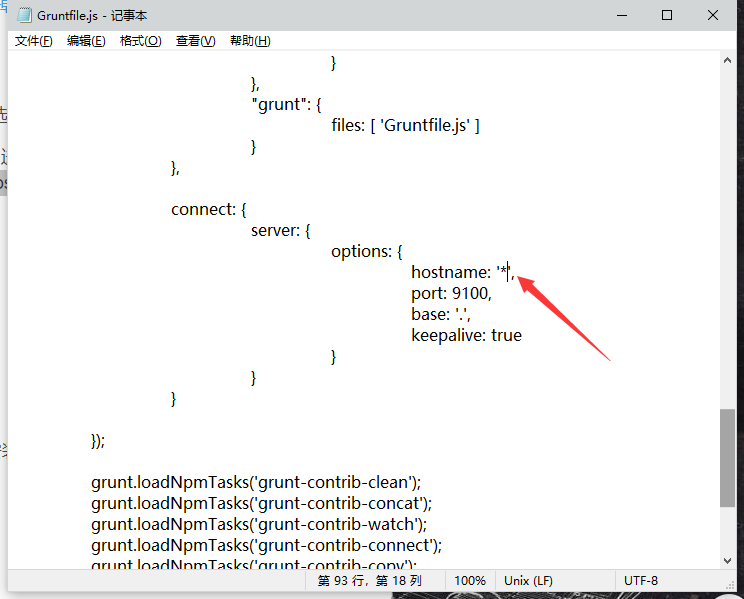 Gruntfile.js - 记事本
文件(F) 编辑(E) 格式(O) 查看(V) 帮助(H)
}
},
"grunt": {
files: [ 'Gruntfile.js' ]
}
},
connect: {
server: {
options: {
hostname: '*',
port: 9100,
base: '.',
keepalive: true
}
}
}
});
grunt.loadNpmTasks('grunt-contrib-clean');
grunt.loadNpmTasks('grunt-contrib-concat');
grunt.loadNpmTasks('grunt-contrib-watch');
grunt.loadNpmTasks('grunt-contrib-connect');
grunt.loadNpmTasks('grunt-contrib-copy');
第 93 行，第 18 列 100% Unix (LF) UTF-8